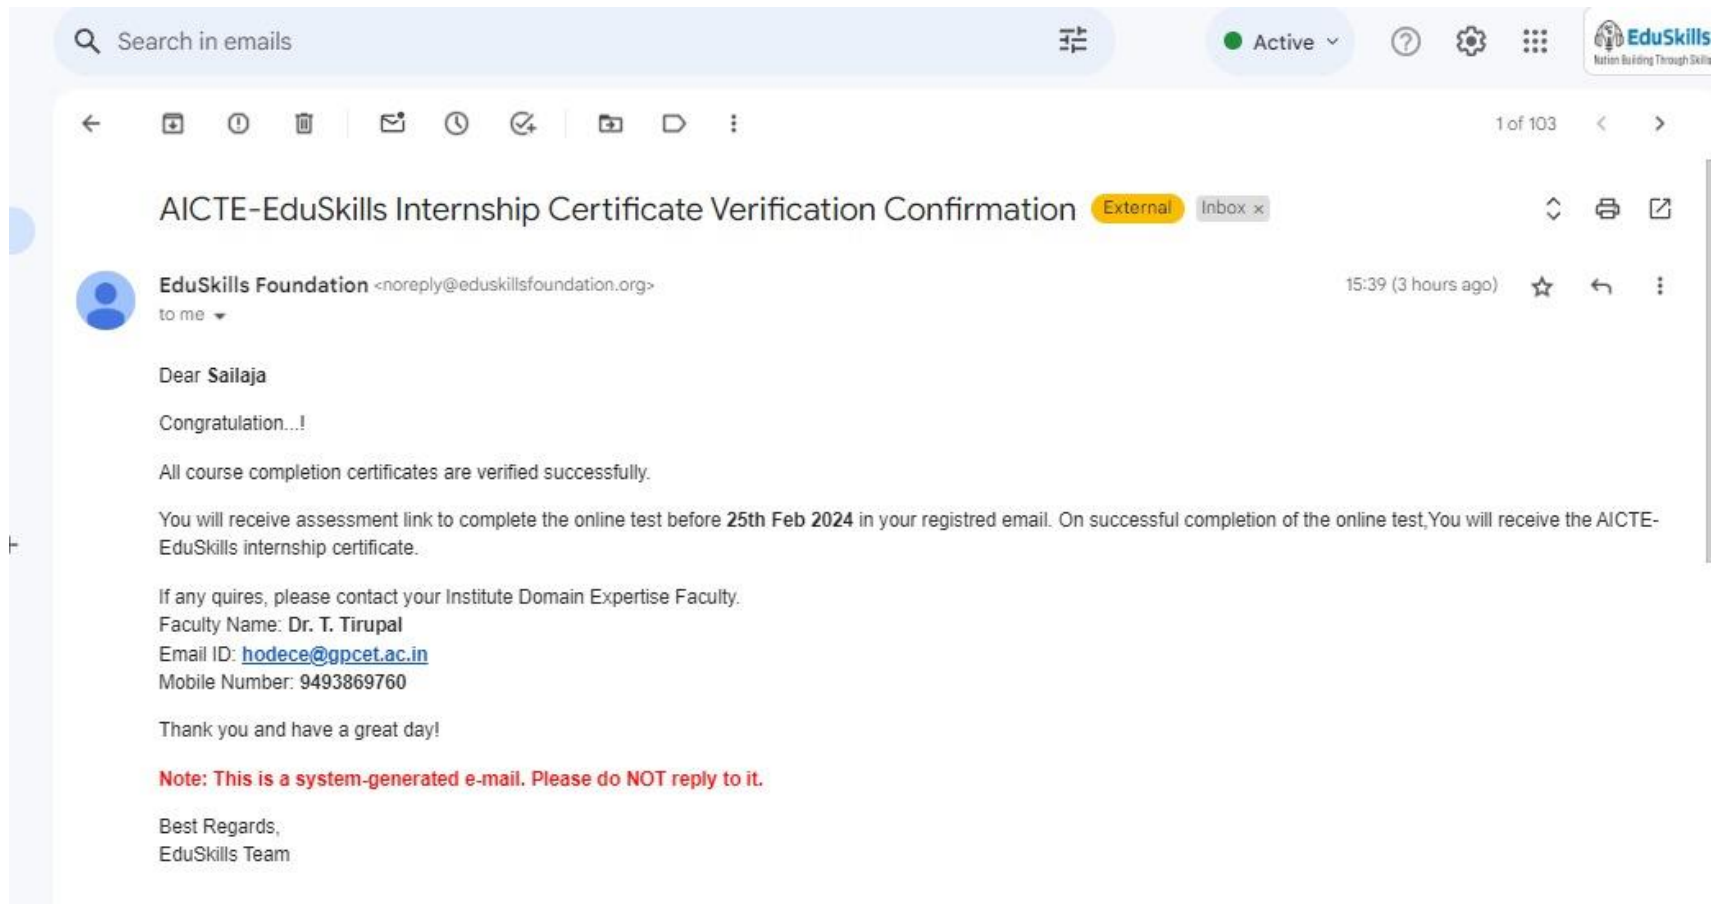 Search in emails
Active
EduSkills
Nation Building Through Skills
1 of 103
AICTE-EduSkills Internship Certificate Verification Confirmation External Inbox x
EduSkills Foundation <noreply@eduskillsfoundation.org>
15:39 (3 hours ago)
to me
Dear Sailaja
Congratulation...!
All course completion certificates are verified successfully.
You will receive assessment link to complete the online test before 25th Feb 2024 in your registred email. On successful completion of the online test,You will receive the AICTE-
EduSkills internship certificate.
If any quires, please contact your Institute Domain Expertise Faculty.
Faculty Name: Dr. T. Tirupal
Email ID: hodece@gpcet.ac.in
Mobile Number: 9493869760
Thank you and have a great day!
Note: This is a system-generated e-mail. Please do NOT reply to it.
Best Regards,
EduSkills Team